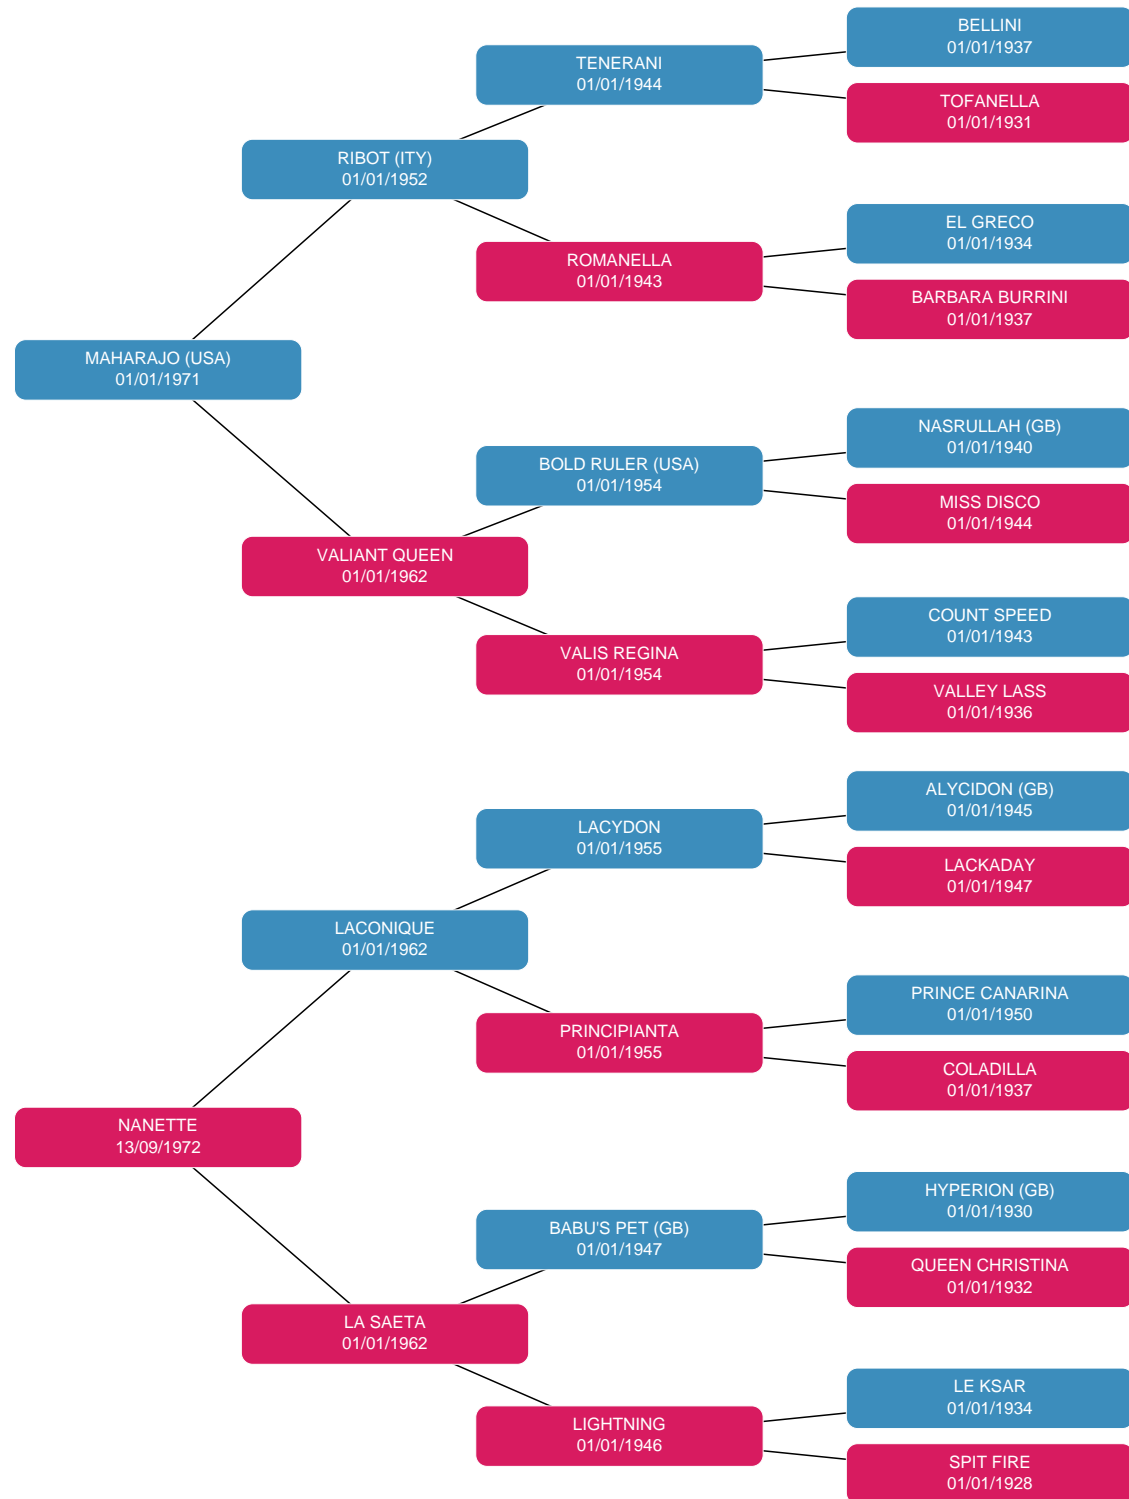 BELLINI
01/01/1937
TENERANI
01/01/1944
TOFANELLA
01/01/1931
RIBOT (ITY)
01/01/1952
EL GRECO
01/01/1934
ROMANELLA
01/01/1943
BARBARA BURRINI
01/01/1937
MAHARAJO (USA)
01/01/1971
NASRULLAH (GB)
01/01/1940
BOLD RULER (USA)
01/01/1954
MISS DISCO
01/01/1944
VALIANT QUEEN
01/01/1962
COUNT SPEED
01/01/1943
VALIS REGINA
01/01/1954
VALLEY LASS
01/01/1936
ALYCIDON (GB)
01/01/1945
LACYDON
01/01/1955
LACKADAY
01/01/1947
LACONIQUE
01/01/1962
PRINCE CANARINA
01/01/1950
PRINCIPIANTA
01/01/1955
COLADILLA
01/01/1937
NANETTE
13/09/1972
HYPERION (GB)
01/01/1930
BABU'S PET (GB)
01/01/1947
QUEEN CHRISTINA
01/01/1932
LA SAETA
01/01/1962
LE KSAR
01/01/1934
LIGHTNING
01/01/1946
SPIT FIRE
01/01/1928